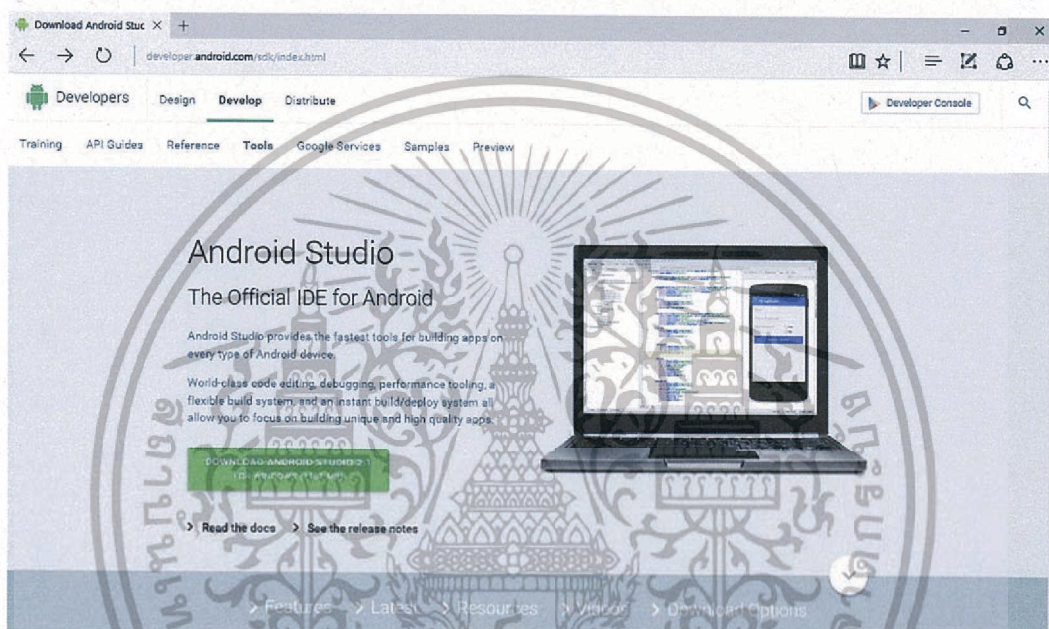 Download Android Stuc
developer.android.com/sdk/index.html
Developers Design Develop Distribute Developer Console
Training API Guides Reference Tools Google Services Samples Preview
Android Studio
The Official IDE for Android
Android Studio provides the fastest tools for building apps on
every type of Android device.
World-class code editing, debugging, performance tooling, a
flexible build system, and an instant build/deploy system all
allow you to focus on building unique and high quality apps.
DOWNLOAD ANDROID STUDIO 2.1
FOR WINDOWS
Read the docs See the release notes
Features Latest Resources Videos Download Options